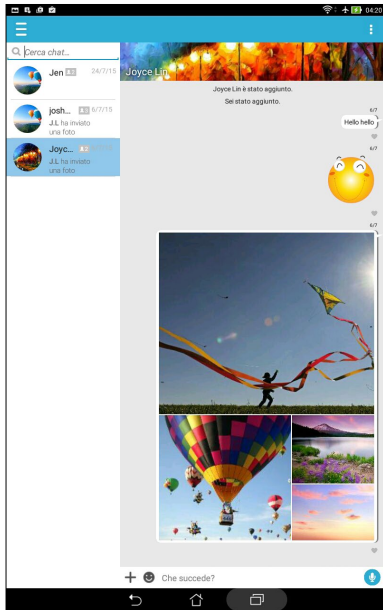 04:20
Cerca chat...
Jen 24/7/15
josh... 6/7/15
J.L ha inviato
una foto
Joyc...
J.L ha inviato
una foto
Joyce Lin
Joyce Lin è stato aggiunto.
Sei stato aggiunto.
6/7
Hello hello
6/7
6/7
Che succede?